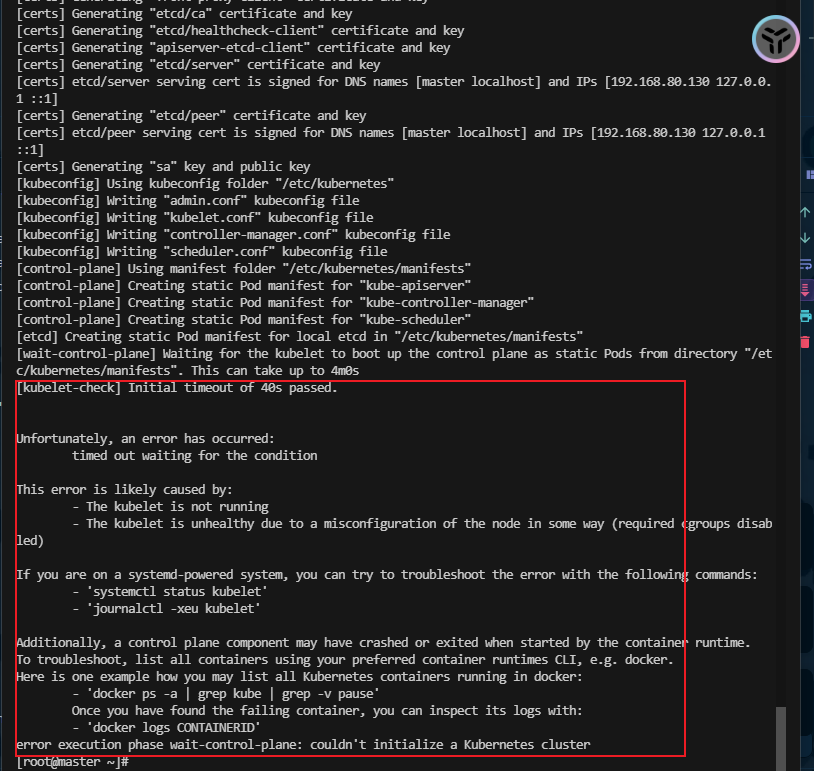 [certs] Generating "etcd/ca" certificate and key
[certs] Generating "etcd/healthcheck-client" certificate and key
[certs] Generating "apiserver-etcd-client" certificate and key
[certs] Generating "etcd/server" certificate and key
[certs] etcd/server serving cert is signed for DNS names [master localhost] and IPs [192.168.80.130 127.0.0.
1 ::1]
[certs] Generating "etcd/peer" certificate and key
[certs] etcd/peer serving cert is signed for DNS names [master localhost] and IPs [192.168.80.130 127.0.0.1
::1]
[certs] Generating "sa" key and public key
[kubeconfig] Using kubeconfig folder "/etc/kubernetes"
[kubeconfig] Writing "admin.conf" kubeconfig file
[kubeconfig] Writing "kubelet.conf" kubeconfig file
[kubeconfig] Writing "controller-manager.conf" kubeconfig file
[kubeconfig] Writing "scheduler.conf" kubeconfig file
[control-plane] Using manifest folder "/etc/kubernetes/manifests"
[control-plane] Creating static Pod manifest for "kube-apiserver"
[control-plane] Creating static Pod manifest for "kube-controller-manager"
[control-plane] Creating static Pod manifest for "kube-scheduler"
[etcd] Creating static Pod manifest for local etcd in "/etc/kubernetes/manifests"
[wait-control-plane] Waiting for the kubelet to boot up the control plane as static Pods from directory "/et
c/kubernetes/manifests". This can take up to 4m0s
[kubelet-check] Initial timeout of 40s passed.
Unfortunately, an error has occurred:
timed out waiting for the condition
This error is likely caused by:
- The kubelet is not running
- The kubelet is unhealthy due to a misconfiguration of the node in some way (required cgroups disab
led)
If you are on a systemd-powered system, you can try to troubleshoot the error with the following commands:
- 'systemctl status kubelet'
- 'journalctl -xeu kubelet'
Additionally, a control plane component may have crashed or exited when started by the container runtime.
To troubleshoot, list all containers using your preferred container runtimes CLI, e.g. docker.
Here is one example how you may list all Kubernetes containers running in docker:
- 'docker ps -a | grep kube | grep -v pause'
Once you have found the failing container, you can inspect its logs with:
- 'docker logs CONTAINERID'
error execution phase wait-control-plane: couldn't initialize a Kubernetes cluster
[root@master ~]#